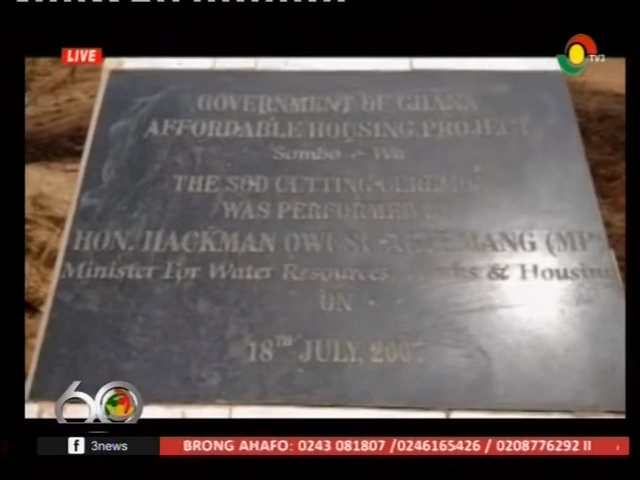 LIVE
TV3
GOVERNMENT OF GHANA
AFFORDABLE HOUSING PROJECT
Sombo - Wa
THE SOD CUTTING CEREMONY
WAS PERFORMED
HON. HACKMAN OWUSU-AGYEMANG (MP)
Minister For Water Resources, Works & Housing
ON
18TH JULY, 2007
60
3news
BRONG AHAFO: 0243 081807 /0246165426 / 0208776292 II